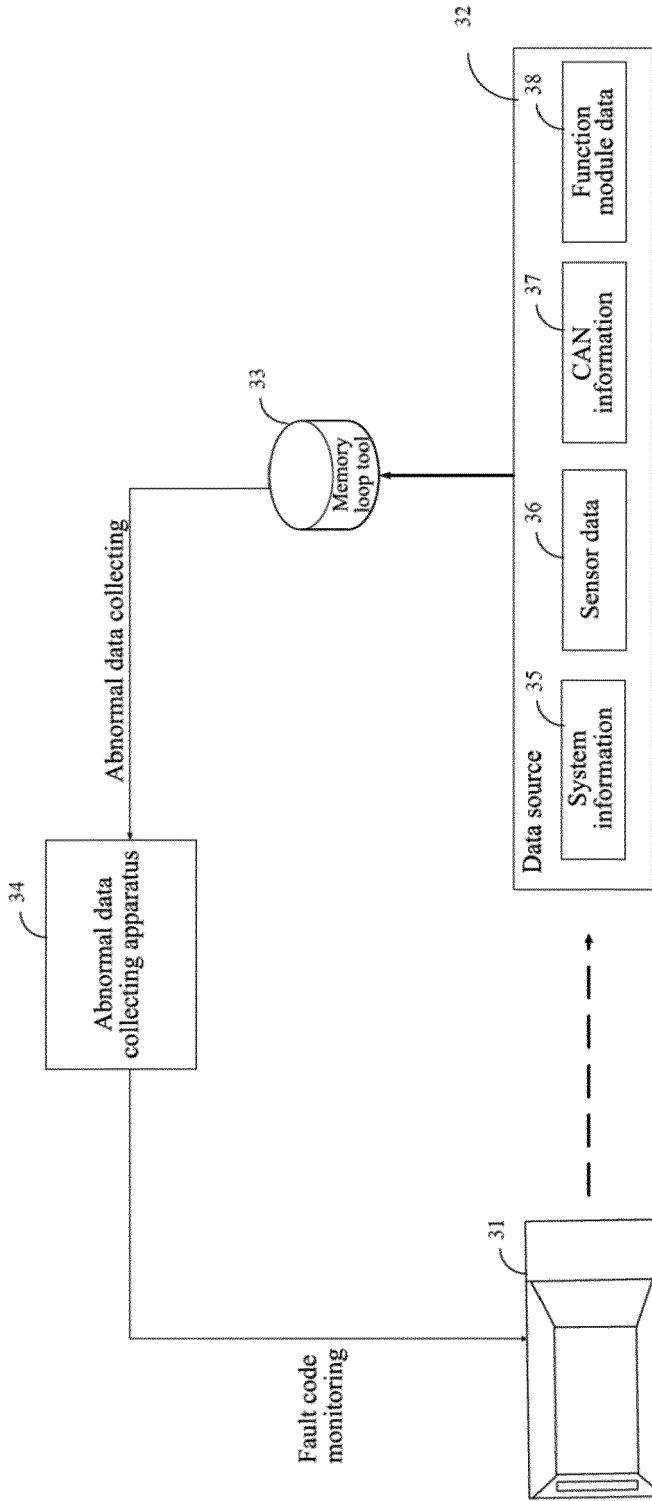 34
Abnormal data
collecting apparatus
Abnormal data collecting
33
Memory
loop tool
Fault code
monitoring
31
32
Data source
35
System
information
36
Sensor data
37
CAN
information
38
Function
module data